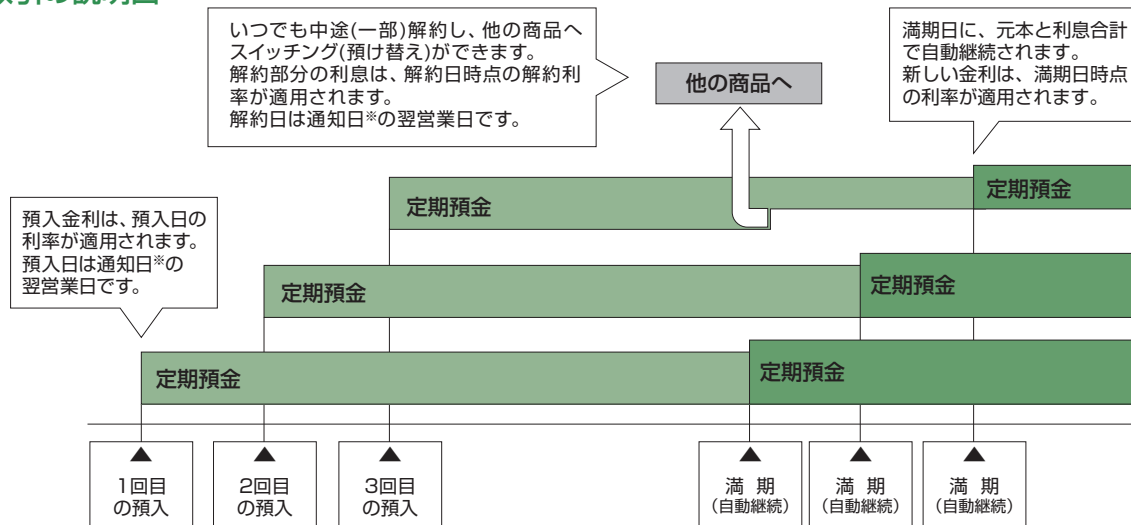 の説明図
いつでも中途(一部)解約し、他の商品へ
スイッチング(預け替え)ができます。
解約部分の利息は、解約日時点の解約利
率が適用されます。
解約日は通知日※の翌営業日です。
他の商品へ
満期日に、元本と利息合計
で自動継続されます。
新しい金利は、満期日時点
の利率が適用されます。
預入金利は、預入日の
利率が適用されます。
預入日は通知日※の
翌営業日です。
定期預金
定期預金
定期預金
定期預金
定期預金
定期預金
1回目
の預入
2回目
の預入
3回目
の預入
満 期
(自動継続)
満 期
(自動継続)
満 期
(自動継続)